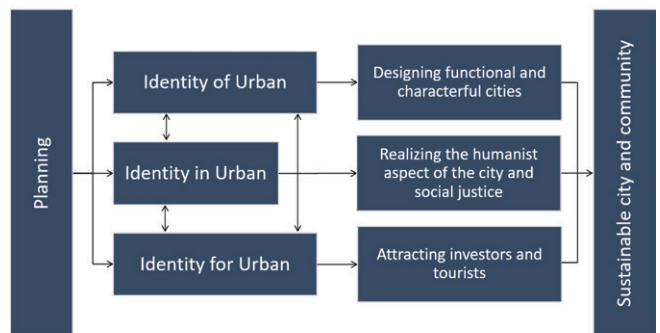 Planning
Identity of Urban
Identity in Urban
Identity for Urban
Designing functional and
characterful cities
Realizing the humanist
aspect of the city and
social justice
Attracting investors and
tourists
Sustainable city and community